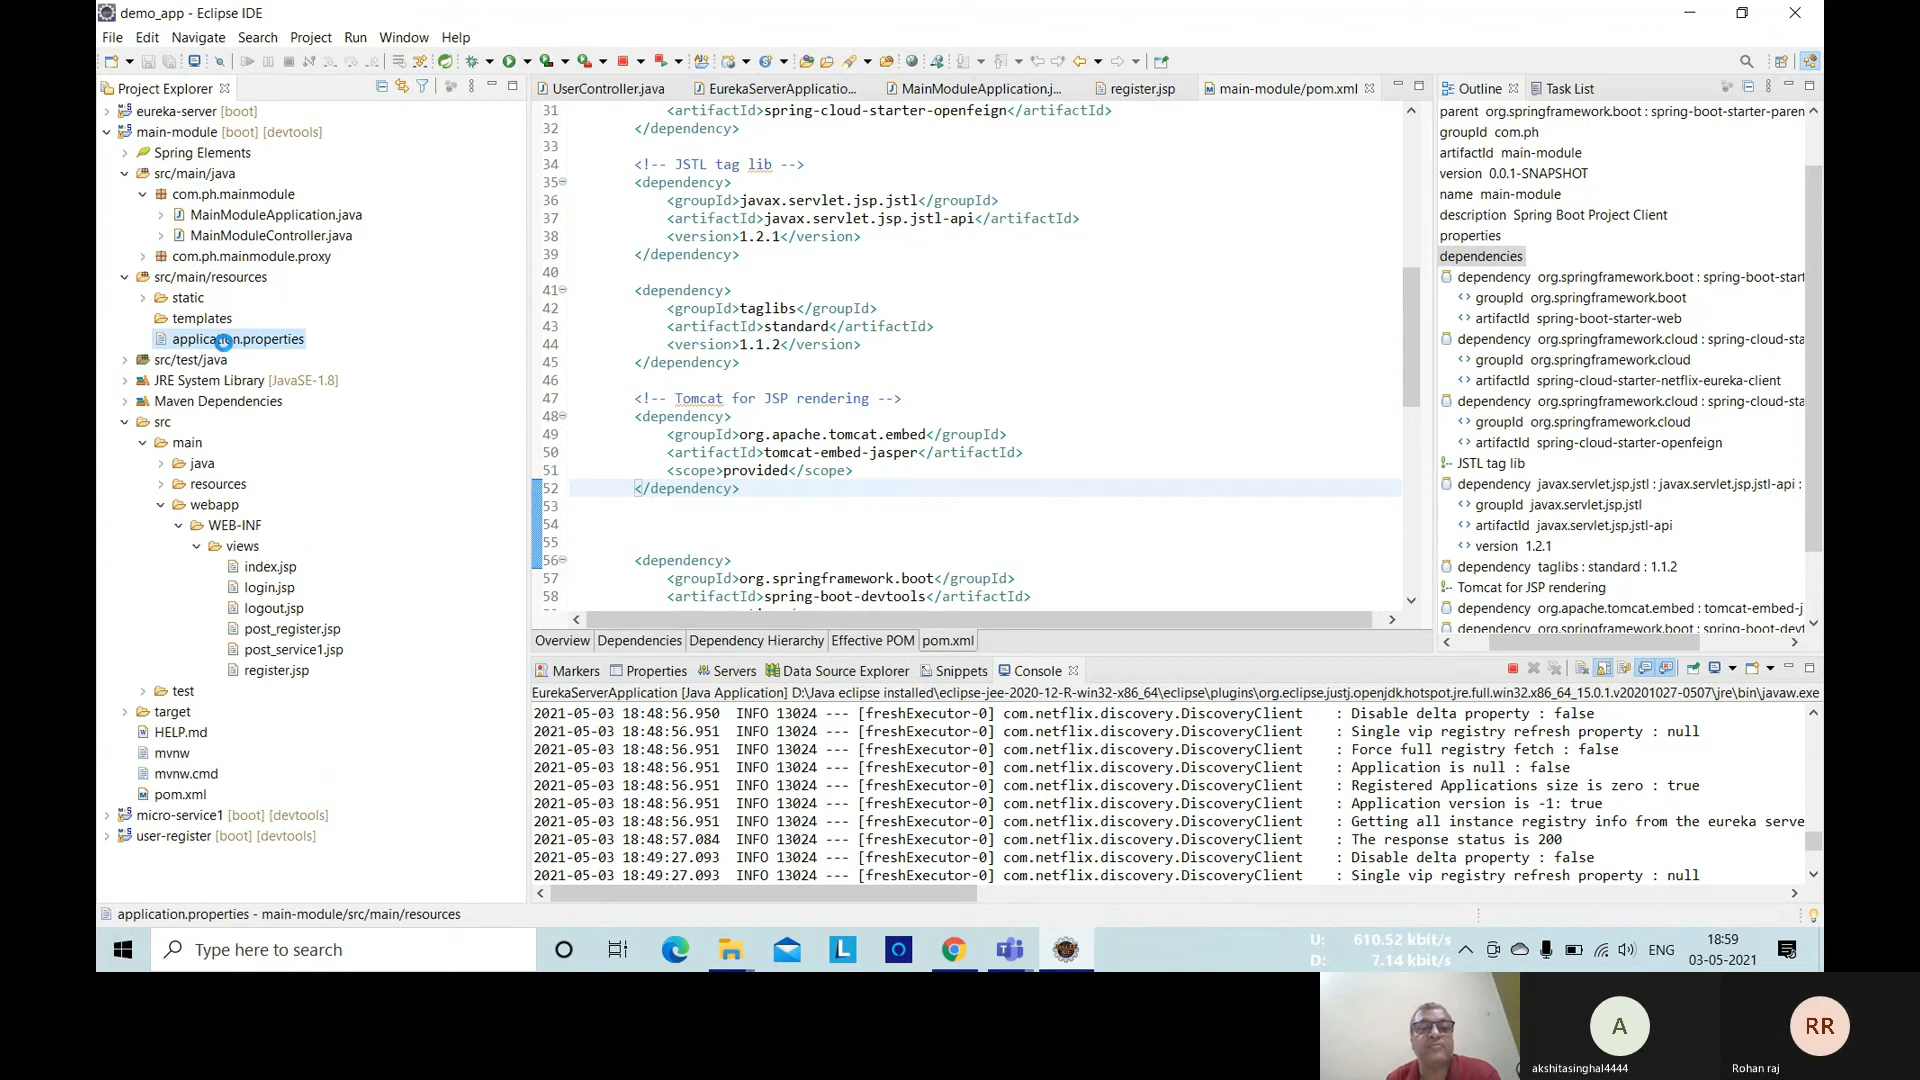 demo_app - Eclipse IDE
File Edit Navigate Search Project Run Window Help
Project Explorer
eureka-server [boot]
main-module [boot] [devtools]
Spring Elements
src/main/java
com.ph.mainmodule
MainModuleApplication.java
MainModuleController.java
com.ph.mainmodule.proxy
src/main/resources
static
templates
application.properties
src/test/java
JRE System Library [JavaSE-1.8]
Maven Dependencies
src
main
java
resources
webapp
WEB-INF
views
index.jsp
login.jsp
logout.jsp
post_register.jsp
post_service1.jsp
register.jsp
test
target
HELP.md
mvnw
mvnw.cmd
pom.xml
micro-service1 [boot] [devtools]
user-register [boot] [devtools]
UserController.java EurekaServerApplicatio... MainModuleApplication.j... register.jsp main-module/pom.xml
31 <artifactId>spring-cloud-starter-openfeign</artifactId>
32 </dependency>
33
34 <!-- JSTL tag lib -->
35 <dependency>
36 <groupId>javax.servlet.jsp.jstl</groupId>
37 <artifactId>javax.servlet.jsp.jstl-api</artifactId>
38 <version>1.2.1</version>
39 </dependency>
40
41 <dependency>
42 <groupId>taglibs</groupId>
43 <artifactId>standard</artifactId>
44 <version>1.1.2</version>
45 </dependency>
46
47 <!-- Tomcat for JSP rendering -->
48 <dependency>
49 <groupId>org.apache.tomcat.embed</groupId>
50 <artifactId>tomcat-embed-jasper</artifactId>
51 <scope>provided</scope>
52 </dependency>
53
54
55
56 <dependency>
57 <groupId>org.springframework.boot</groupId>
58 <artifactId>spring-boot-devtools</artifactId>
Overview Dependencies Dependency Hierarchy Effective POM pom.xml
Outline Task List
parent org.springframework.boot : spring-boot-starter-paren
groupId com.ph
artifactId main-module
version 0.0.1-SNAPSHOT
name main-module
description Spring Boot Project Client
properties
dependencies
dependency org.springframework.boot : spring-boot-start
groupId org.springframework.boot
artifactId spring-boot-starter-web
dependency org.springframework.cloud : spring-cloud-sta
groupId org.springframework.cloud
artifactId spring-cloud-starter-netflix-eureka-client
dependency org.springframework.cloud : spring-cloud-sta
groupId org.springframework.cloud
artifactId spring-cloud-starter-openfeign
JSTL tag lib
dependency javax.servlet.jsp.jstl : javax.servlet.jsp.jstl-api :
groupId javax.servlet.jsp.jstl
artifactId javax.servlet.jsp.jstl-api
version 1.2.1
dependency taglibs : standard : 1.1.2
Tomcat for JSP rendering
dependency org.apache.tomcat.embed : tomcat-embed-j
dependency org.springframework.boot : spring-boot-devt
Markers Properties Servers Data Source Explorer Snippets Console
EurekaServerApplication [Java Application] D:\Java eclipse installed\eclipse-jee-2020-12-R-win32-x86_64\eclipse\plugins\org.eclipse.justj.openjdk.hotspot.jre.full.win32.x86_64_15.0.1.v20201027-0507\jre\bin\javaw.exe
2021-05-03 18:48:56.950 INFO 13024 --- [freshExecutor-0] com.netflix.discovery.DiscoveryClient : Disable delta property : false
2021-05-03 18:48:56.951 INFO 13024 --- [freshExecutor-0] com.netflix.discovery.DiscoveryClient : Single vip registry refresh property : null
2021-05-03 18:48:56.951 INFO 13024 --- [freshExecutor-0] com.netflix.discovery.DiscoveryClient : Force full registry fetch : false
2021-05-03 18:48:56.951 INFO 13024 --- [freshExecutor-0] com.netflix.discovery.DiscoveryClient : Application is null : false
2021-05-03 18:48:56.951 INFO 13024 --- [freshExecutor-0] com.netflix.discovery.DiscoveryClient : Registered Applications size is zero : true
2021-05-03 18:48:56.951 INFO 13024 --- [freshExecutor-0] com.netflix.discovery.DiscoveryClient : Application version is -1: true
2021-05-03 18:48:56.951 INFO 13024 --- [freshExecutor-0] com.netflix.discovery.DiscoveryClient : Getting all instance registry info from the eureka serve
2021-05-03 18:48:57.084 INFO 13024 --- [freshExecutor-0] com.netflix.discovery.DiscoveryClient : The response status is 200
2021-05-03 18:49:27.093 INFO 13024 --- [freshExecutor-0] com.netflix.discovery.DiscoveryClient : Disable delta property : false
2021-05-03 18:49:27.093 INFO 13024 --- [freshExecutor-0] com.netflix.discovery.DiscoveryClient : Single vip registry refresh property : null
application.properties - main-module/src/main/resources
Type here to search
U: 610.52 kbit/s
D: 7.14 kbit/s
ENG
18:59
03-05-2021
A
akshitasinghal4444
RR
Rohan raj